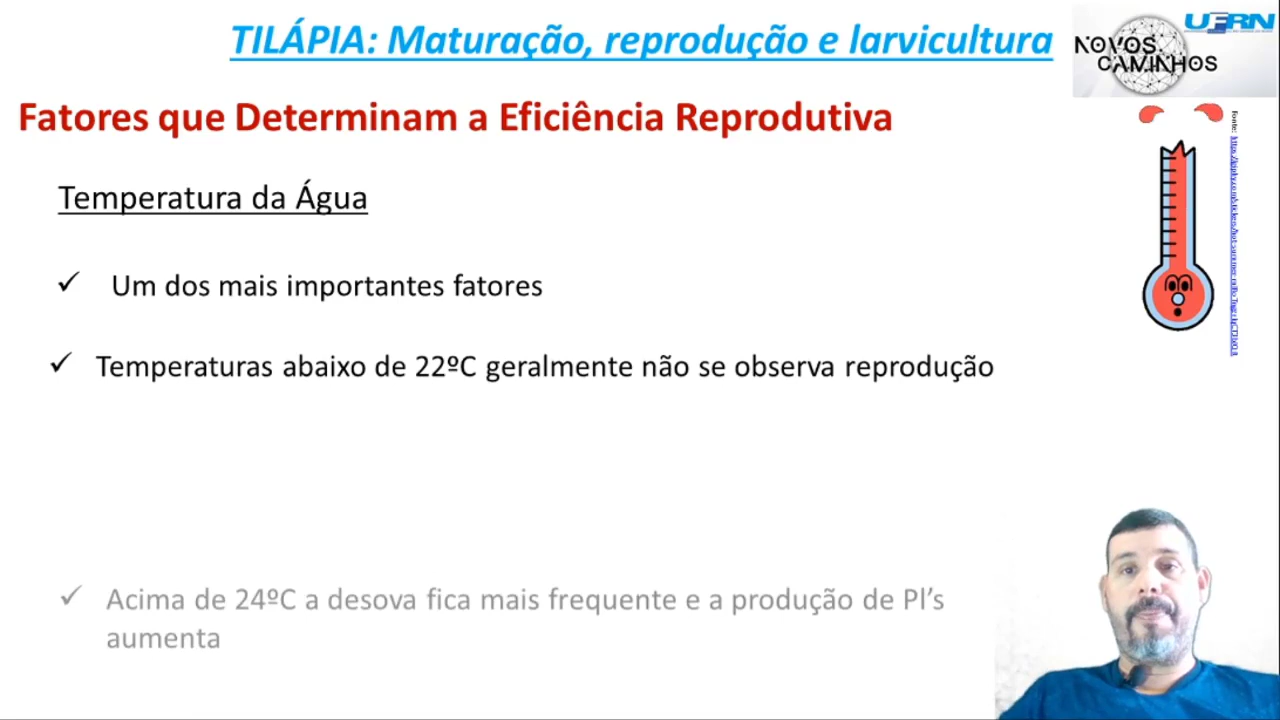 TILÁPIA: Maturação, reprodução e larvicultura
UFRN
NOVOS
CAMINHOS
Fatores que Determinam a Eficiência Reprodutiva
Fonte:
Temperatura da Água
✓ Um dos mais importantes fatores
✓ Temperaturas abaixo de 22ºC geralmente não se observa reprodução
✓ Acima de 24ºC a desova fica mais frequente e a produção de Pl’s
aumenta